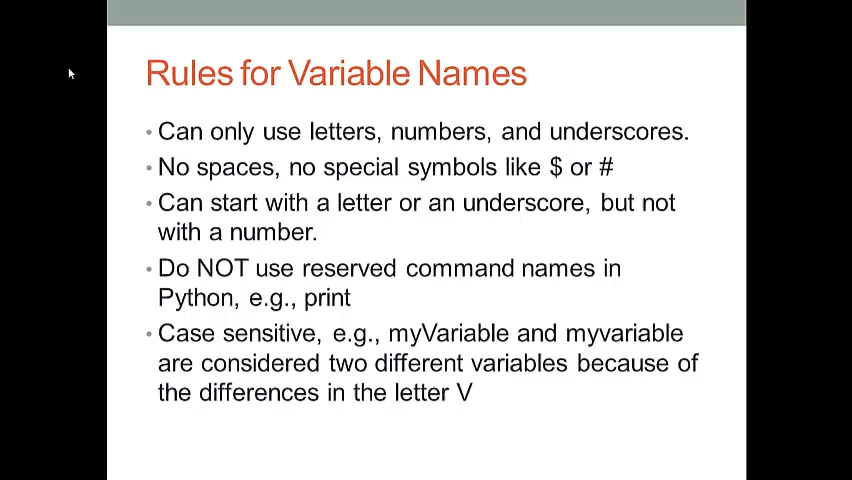 Rules for Variable Names
• Can only use letters, numbers, and underscores.
• No spaces, no special symbols like $ or #
• Can start with a letter or an underscore, but not
with a number.
• Do NOT use reserved command names in
Python, e.g., print
• Case sensitive, e.g., myVariable and myvariable
are considered two different variables because of
the differences in the letter V